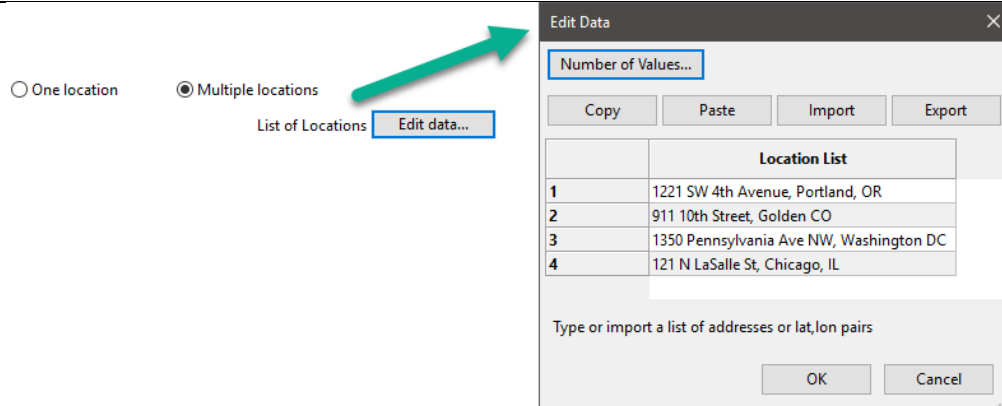 One location
Multiple locations
List of Locations
Edit data...
Edit Data
Number of Values...
Copy
Paste
Import
Export
Location List
1 1221 SW 4th Avenue, Portland, OR
2 911 10th Street, Golden CO
3 1350 Pennsylvania Ave NW, Washington DC
4 121 N LaSalle St, Chicago, IL
Type or import a list of addresses or lat,lon pairs
OK
Cancel